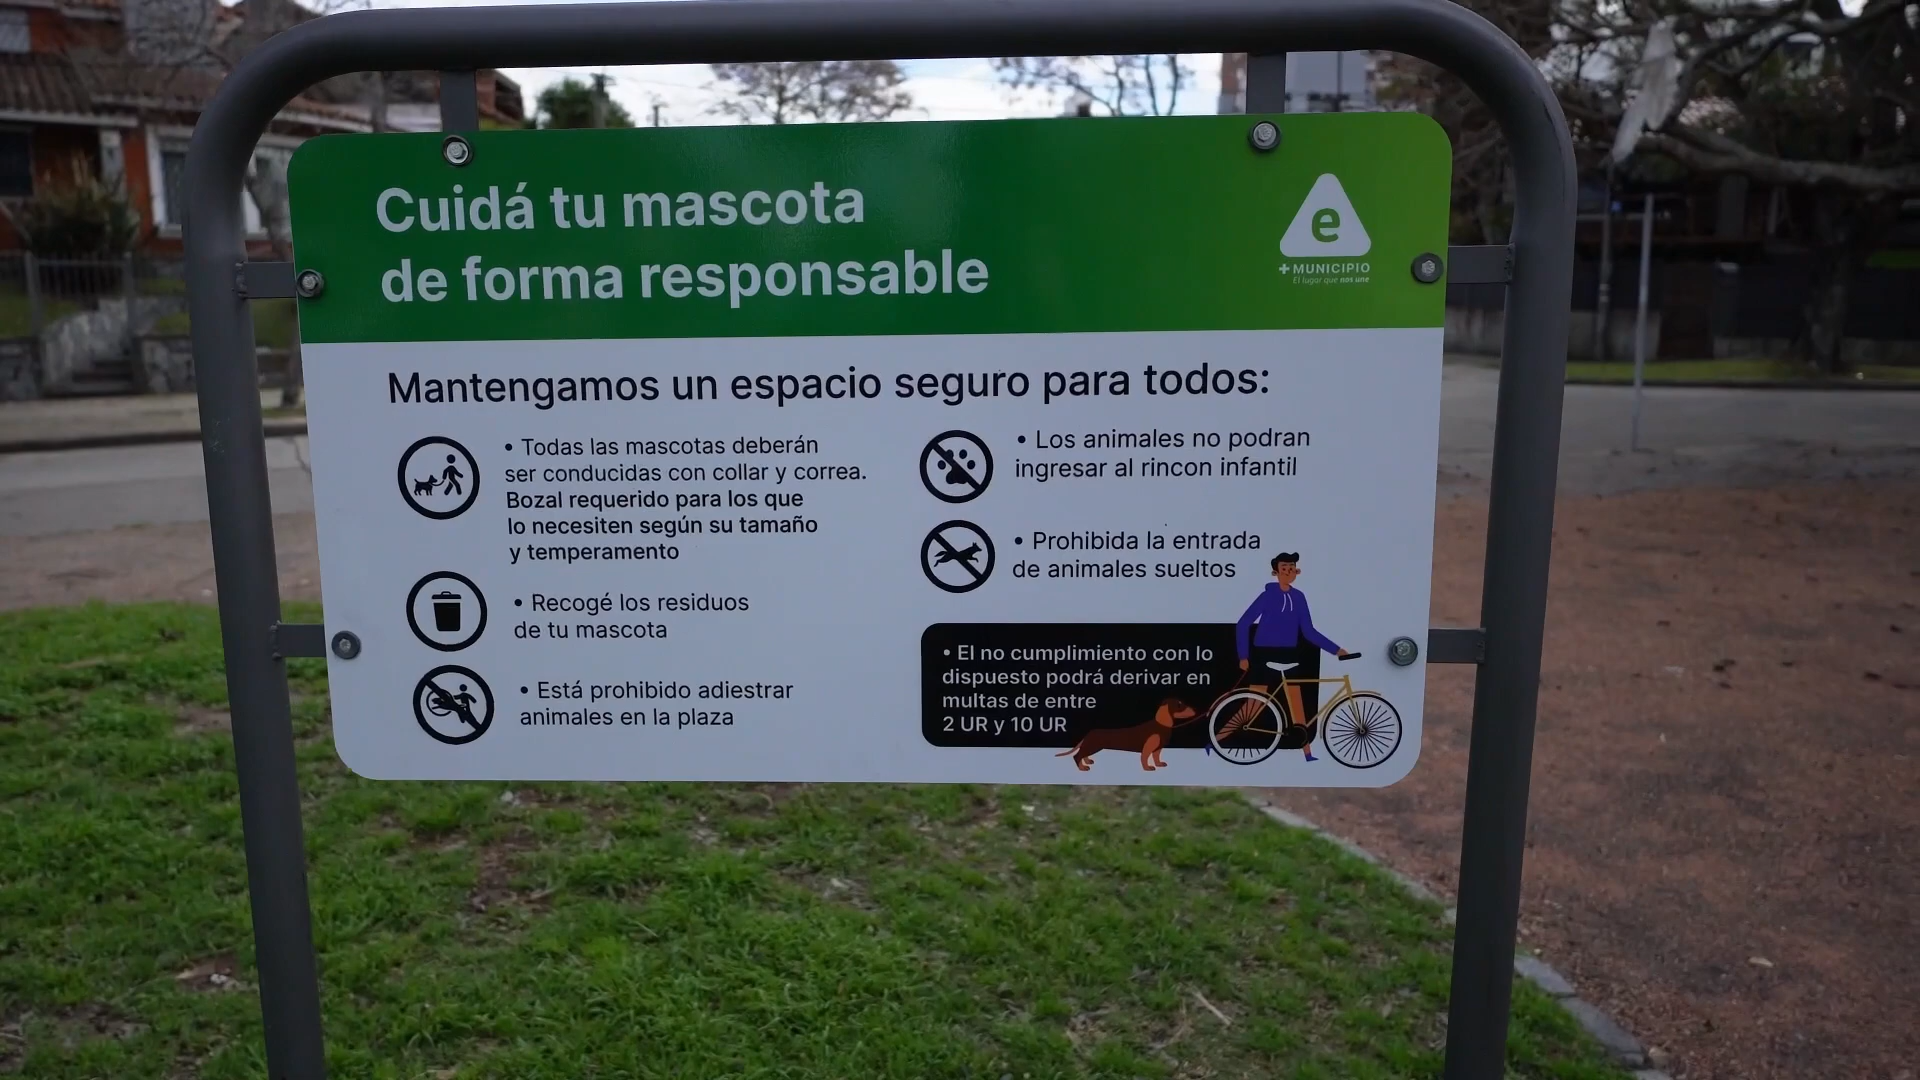 Cuidá tu mascota
de forma responsable
e
+MUNICIPIO
El lugar que nos une
Mantengamos un espacio seguro para todos:
• Todas las mascotas deberán
ser conducidas con collar y correa.
Bozal requerido para los que
lo necesiten según su tamaño
y temperamento
• Recogé los residuos
de tu mascota
• Está prohibido adiestrar
animales en la plaza
• Los animales no podran
ingresar al rincon infantil
• Prohibida la entrada
de animales sueltos
• El no cumplimiento con lo
dispuesto podrá derivar en
multas de entre
2 UR y 10 UR